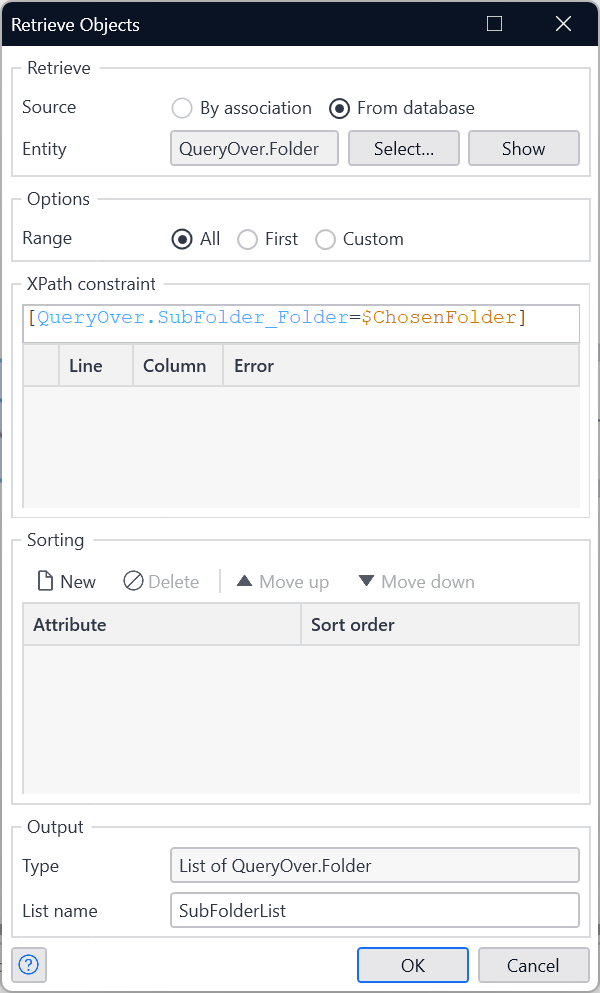 Retrieve Objects
Retrieve
Source By association From database
Entity QueryOver.Folder Select... Show
Options
Range All First Custom
XPath constraint
[QueryOver.SubFolder_Folder=$ChosenFolder]
Line Column Error
Sorting
New Delete Move up Move down
Attribute Sort order
Output
Type List of QueryOver.Folder
List name SubFolderList
? OK Cancel